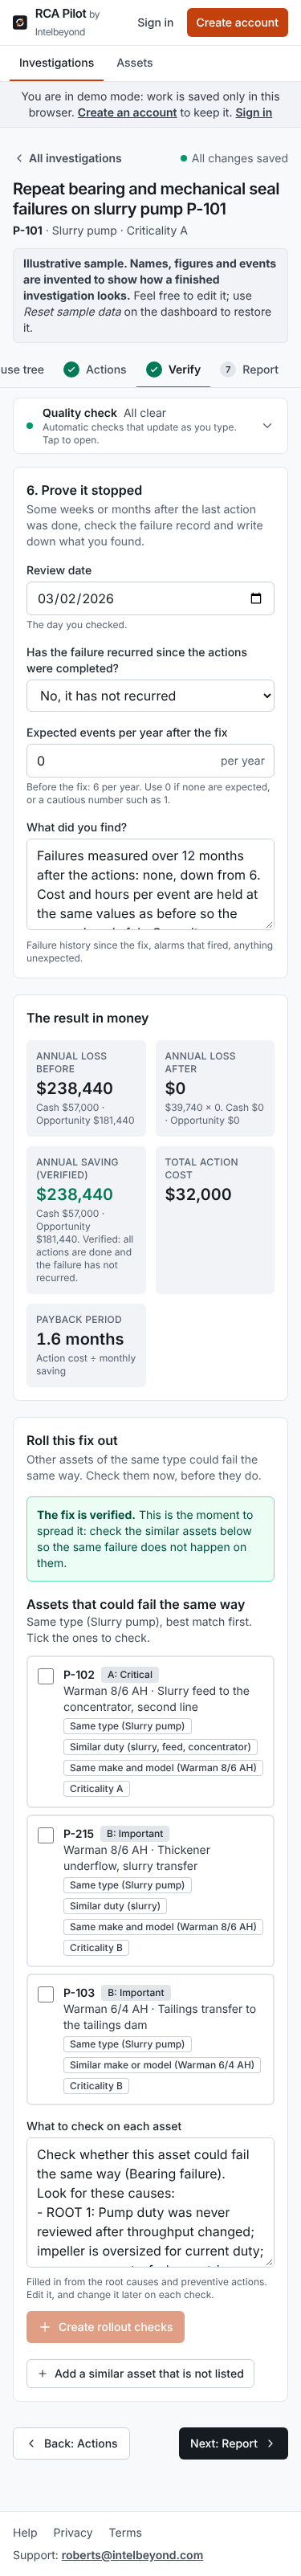 RCA Pilot by
Intelbeyond
Sign in
Create account
Investigations
Assets
You are in demo mode: work is saved only in this
browser. Create an account to keep it. Sign in
All investigations
All changes saved
Repeat bearing and mechanical seal
failures on slurry pump P-101
P-101 · Slurry pump · Criticality A
Illustrative sample. Names, figures and events
are invented to show how a finished
investigation looks. Feel free to edit it; use
Reset sample data on the dashboard to restore
it.
use tree
Actions
Verify
7 Report
Quality check All clear
Automatic checks that update as you type.
Tap to open.
6. Prove it stopped
Some weeks or months after the last action
was done, check the failure record and write
down what you found.
Review date
03/02/2026
The day you checked.
Has the failure recurred since the actions
were completed?
No, it has not recurred
Expected events per year after the fix
0 per year
Before the fix: 6 per year. Use 0 if none are expected,
or a cautious number such as 1.
What did you find?
Failures measured over 12 months
after the actions: none, down from 6.
Cost and hours per event are held at
the same values as before so the
Failure history since the fix, alarms that fired, anything
unexpected.
The result in money
ANNUAL LOSS
BEFORE
$238,440
Cash $57,000 ·
Opportunity $181,440
ANNUAL LOSS
AFTER
$0
$39,740 × 0. Cash $0
· Opportunity $0
ANNUAL SAVING
(VERIFIED)
$238,440
Cash $57,000 ·
Opportunity
$181,440. Verified: all
actions are done and
the failure has not
recurred.
TOTAL ACTION
COST
$32,000
PAYBACK PERIOD
1.6 months
Action cost ÷ monthly
saving
Roll this fix out
Other assets of the same type could fail the
same way. Check them now, before they do.
The fix is verified. This is the moment to
spread it: check the similar assets below
so the same failure does not happen on
them.
Assets that could fail the same way
Same type (Slurry pump), best match first.
Tick the ones to check.
P-102 A: Critical
Warman 8/6 AH · Slurry feed to the
concentrator, second line
Same type (Slurry pump)
Similar duty (slurry, feed, concentrator)
Same make and model (Warman 8/6 AH)
Criticality A
P-215 B: Important
Warman 8/6 AH · Thickener
underflow, slurry transfer
Same type (Slurry pump)
Similar duty (slurry)
Same make and model (Warman 8/6 AH)
Criticality B
P-103 B: Important
Warman 6/4 AH · Tailings transfer to
the tailings dam
Same type (Slurry pump)
Similar make or model (Warman 6/4 AH)
Criticality B
What to check on each asset
Check whether this asset could fail
the same way (Bearing failure).
Look for these causes:
- ROOT 1: Pump duty was never
reviewed after throughput changed;
impeller is oversized for current duty;
Filled in from the root causes and preventive actions.
Edit it, and change it later on each check.
Create rollout checks
Add a similar asset that is not listed
Back: Actions
Next: Report
Help
Privacy
Terms
Support: roberts@intelbeyond.com